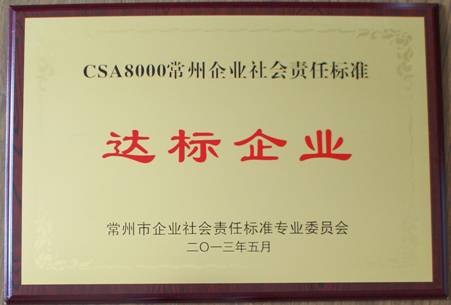 CSA8000常州企业社会责任标准
达标企业
常州市企业社会责任标准专业委员会
二〇一三年五月